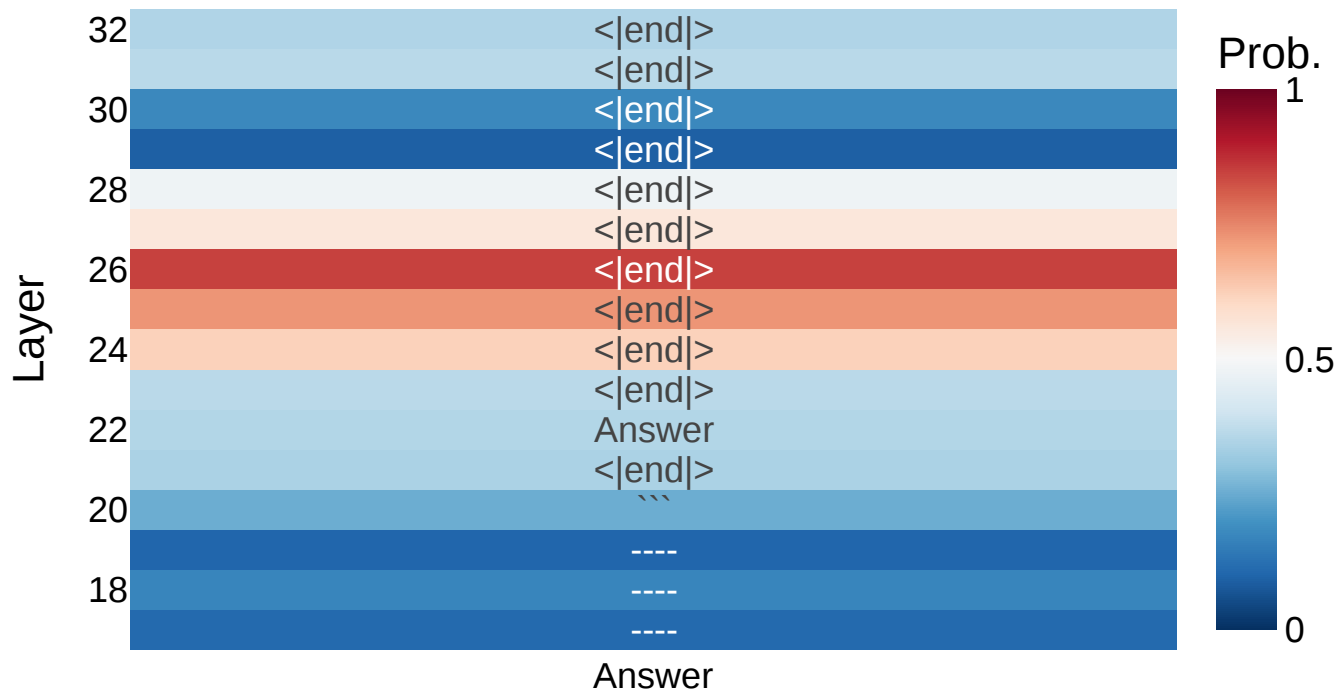 32 <|end|>
<|end|>
Prob.
30 <|end|>
1
<|end|>
28 <|end|>
<|end|>
26 <|end|>
<|end|>
Layer
24 <|end|>
0.5
<|end|>
22 Answer
<|end|>
20 ```
----
18 ----
----
0
Answer